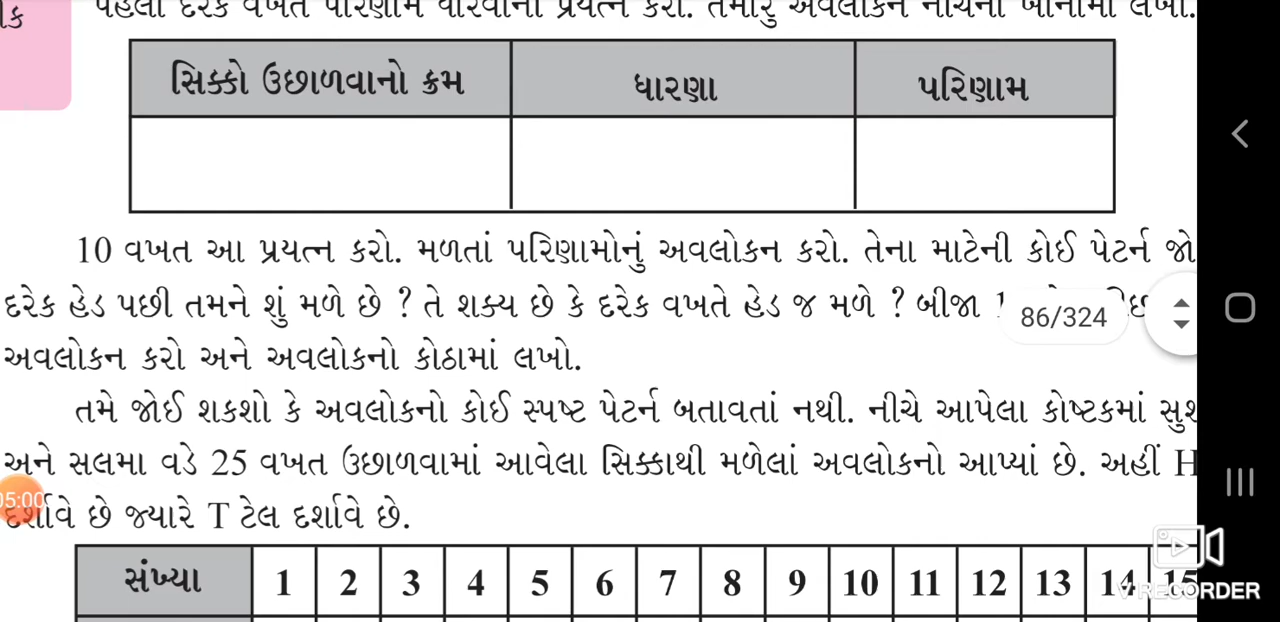 પહેલાં દરેક વખત પરિણામ ધારવાનો પ્રયત્ન કરો. તમારું અવલોકન નીચેના ખાનામાં લખો.
સિક્કો ઉછાળવાનો ક્રમ ધારણા પરિણામ
10 વખત આ પ્રયત્ન કરો. મળતાં પરિણામોનું અવલોકન કરો. તેના માટેની કોઈ પેટર્ન જો
દરેક હેડ પછી તમને શું મળે છે ? તે શક્ય છે કે દરેક વખતે હેડ જ મળે ? બીજા
86/324
અવલોકન કરો અને અવલોકનો કોઠામાં લખો.
તમે જોઈ શકશો કે અવલોકનો કોઈ સ્પષ્ટ પેટર્ન બતાવતાં નથી. નીચે આપેલા કોષ્ટકમાં
અને સલમા વડે 25 વખત ઉછાળવામાં આવેલા સિક્કાથી મળેલાં અવલોકનો આપ્યાં છે. અહીં H
05:00
દર્શાવે છે જ્યારે T ટેલ દર્શાવે છે.
સંખ્યા 1 2 3 4 5 6 7 8 9 10 11 12 13 14 15
V RECORDER